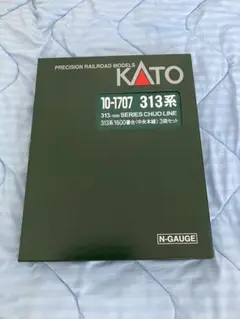 PRECISION RAILROAD MODELS
KATO
10-1707 313系
313-1600 SERIES CHUO LINE
313系1600番台(中央本線)3両セット
N-GAUGE